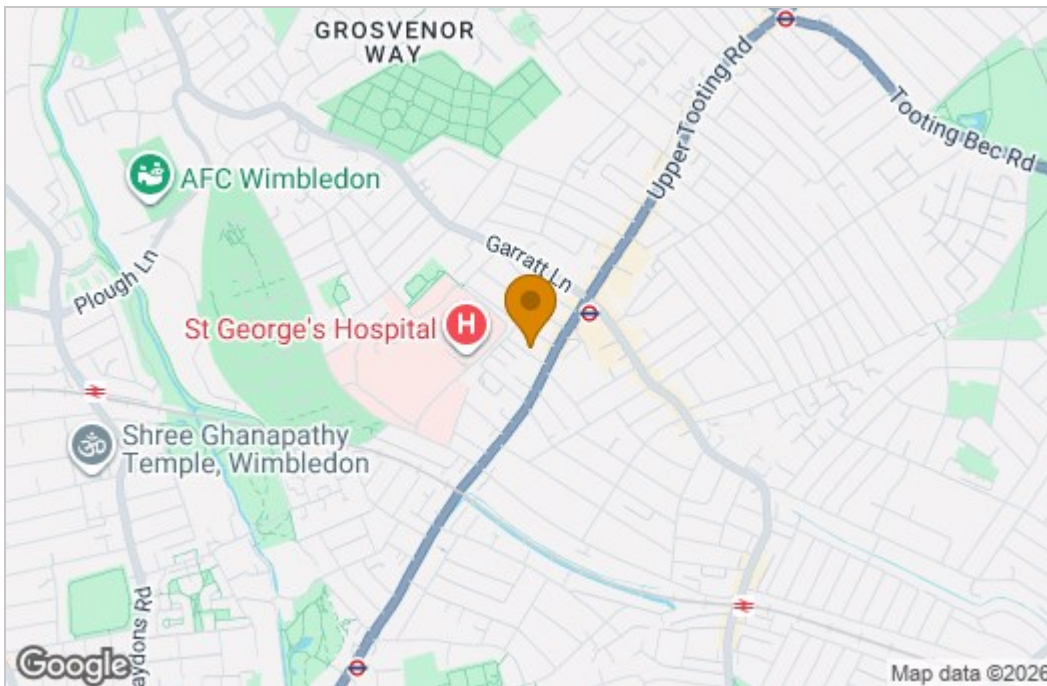 GROSVENOR
WAY
Upper Tooting Rd
Tooting Bec Rd
AFC Wimbledon
Plough Ln
Garratt Ln
St George's Hospital
H
Shree Ghanapathy
Temple, Wimbledon
ॐ
aydons Rd
Google
Map data ©2026